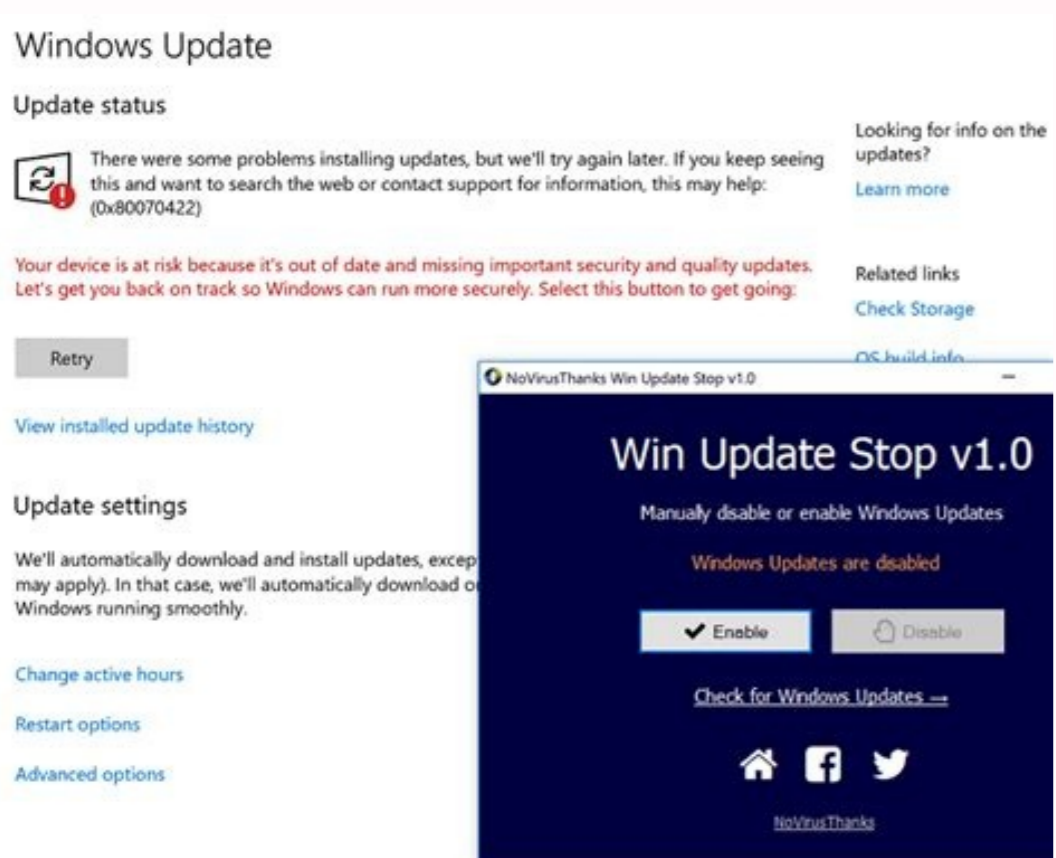 Windows Update
Update status
There were some problems installing updates, but we'll try again later. If you keep seeing
this and want to search the web or contact support for information, this may help:
(0x80070422)
Your device is at risk because it's out of date and missing important security and quality updates.
Let's get you back on track so Windows can run more securely. Select this button to get going:
Retry
View installed update history
Update settings
We'll automatically download and install updates, excep
may apply). In that case, we'll automatically download o
Windows running smoothly.
Change active hours
Restart options
Advanced options
Looking for info on the
updates?
Learn more
Related links
Check Storage
OS build info
NoVirusThanks Win Update Stop v1.0
Win Update Stop v1.0
Manually disable or enable Windows Updates
Windows Updates are disabled
Enable
Disable
Check for Windows Updates →
NoVirusThanks